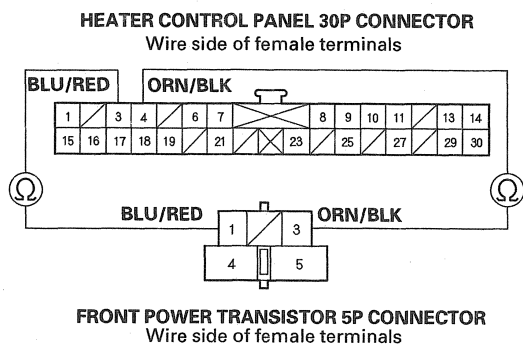 HEATER CONTROL PANEL 30P CONNECTOR
Wire side of female terminals
BLU/RED ORN/BLK
1 3 4 6 7 8 9 10 11 13 14
15 16 17 18 19 21 23 25 27 29 30
Ω Ω
BLU/RED ORN/BLK
1 3
4 5
FRONT POWER TRANSISTOR 5P CONNECTOR
Wire side of female terminals